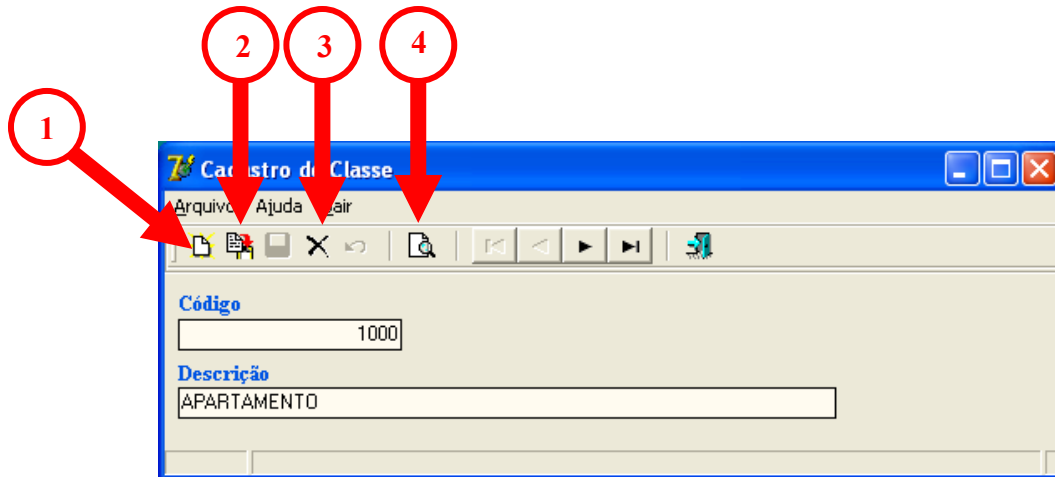 2 3 4
1
Cadastro de Classe
Arquivo Ajuda Sair
Código
1000
Descrição
APARTAMENTO